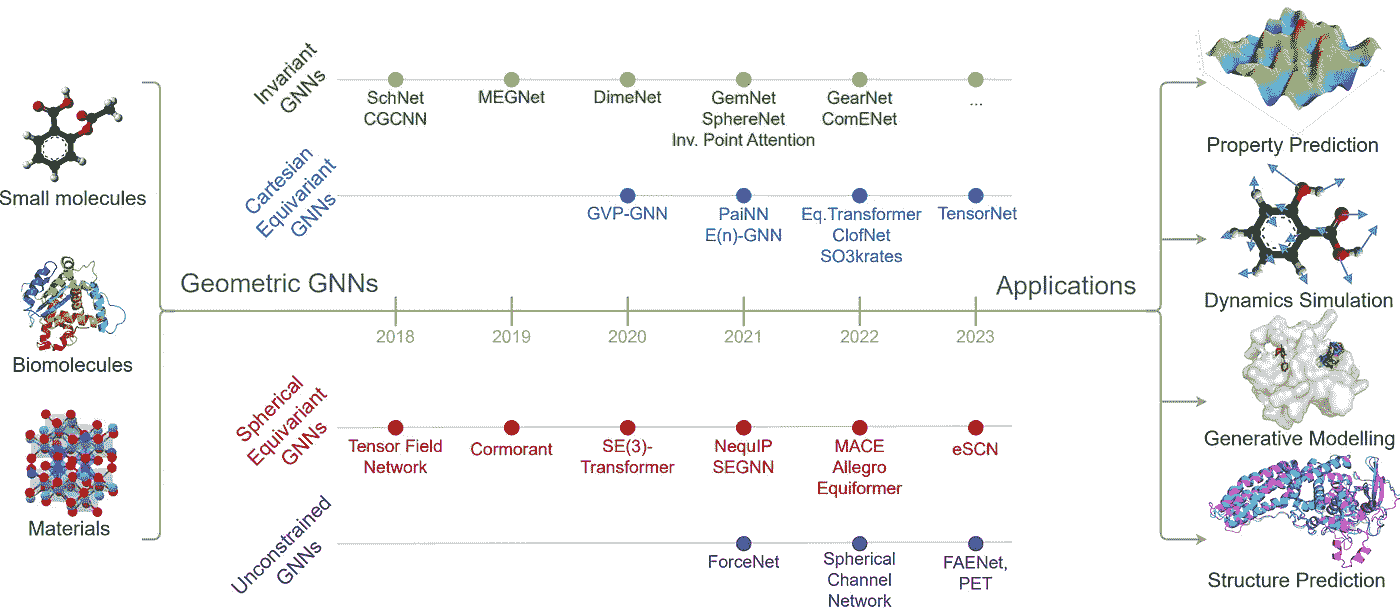 Small molecules
Biomolecules
Materials
Geometric GNNs
Invariant
GNNs
SchNet
CGCNN
MEGNet
DimeNet
GemNet
SphereNet
Inv. Point Attention
GearNet
ComENet
...
Cartesian
Equivariant
GNNs
GVP-GNN
PaiNN
E(n)-GNN
Eq.Transformer
ClofNet
SO3krates
TensorNet
2018
2019
2020
2021
2022
2023
Spherical
Equivariant
GNNs
Tensor Field
Network
Cormorant
SE(3)-
Transformer
NequIP
SEGNN
MACE
Allegro
Equiformer
eSCN
Unconstrained
GNNs
ForceNet
Spherical
Channel
Network
FAENet,
PET
Applications
Property Prediction
Dynamics Simulation
Generative Modelling
Structure Prediction